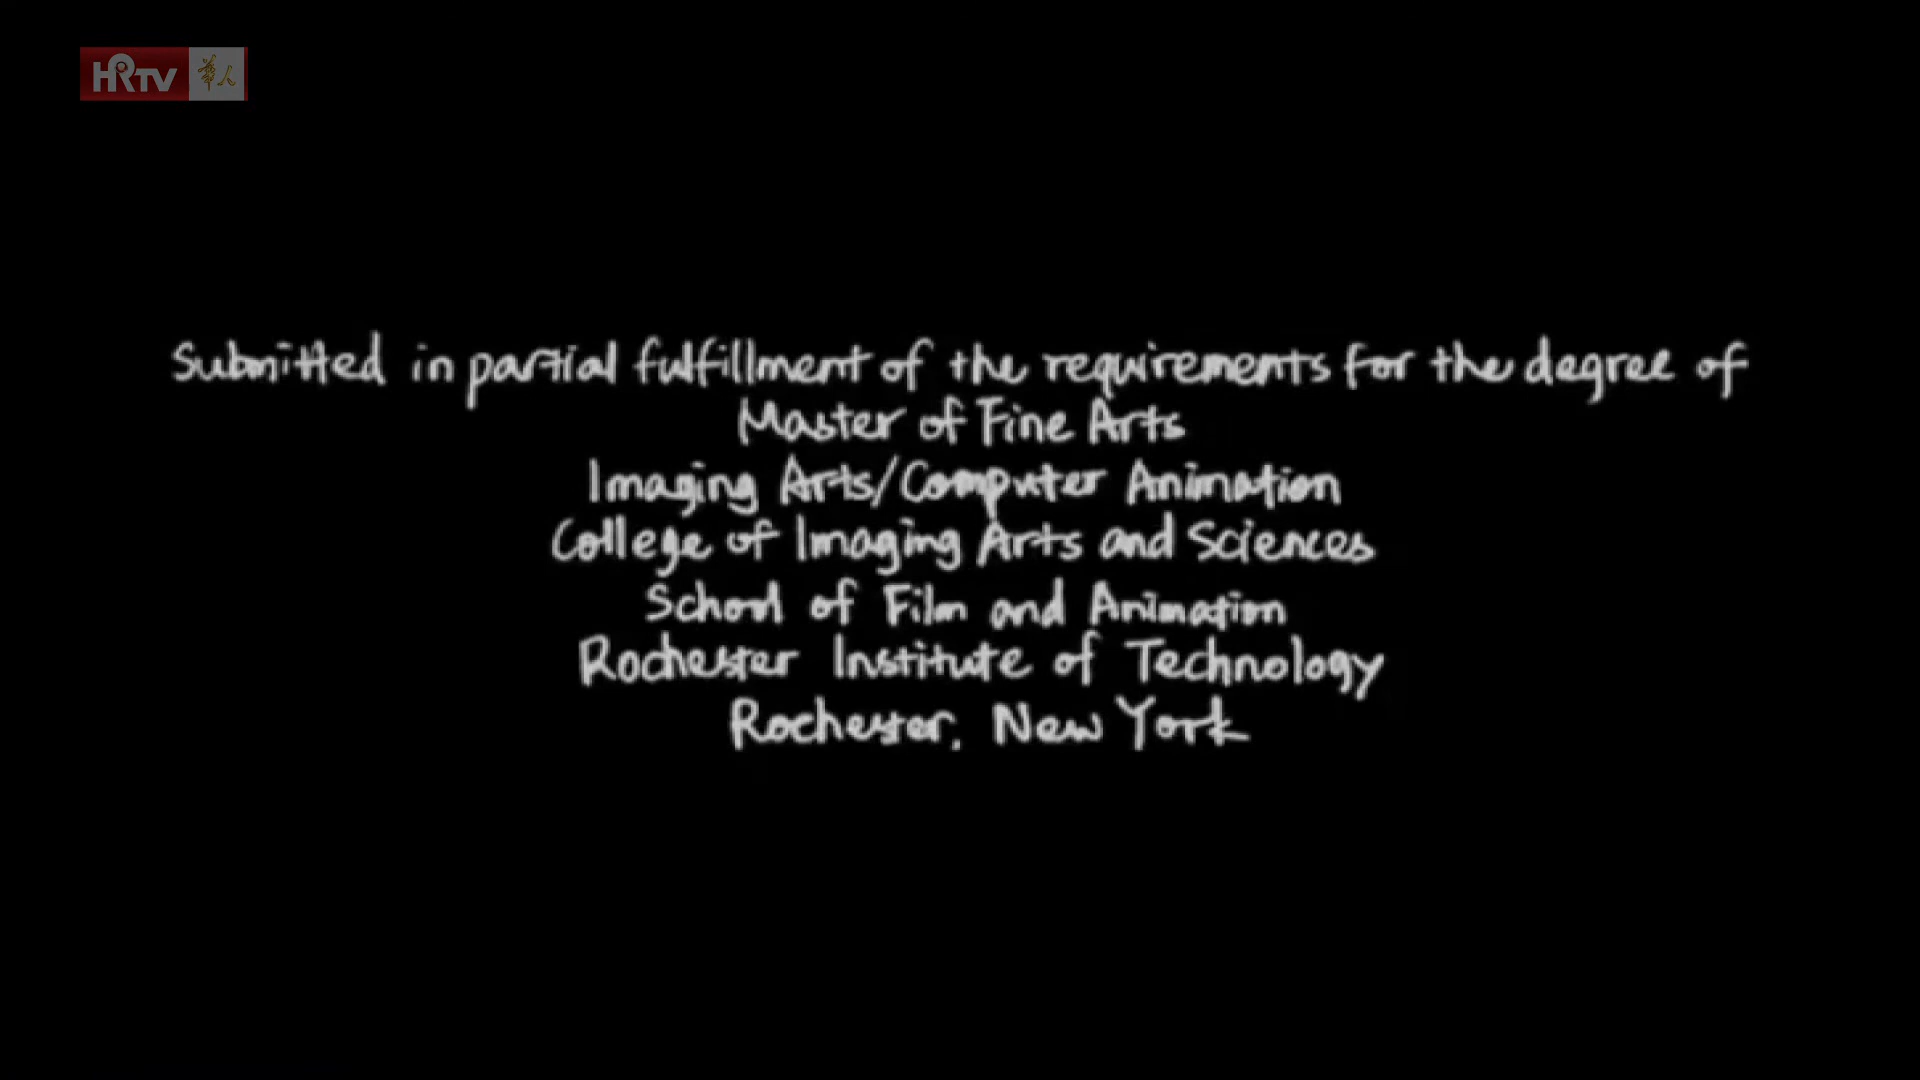 HRTV 華人
Submitted in partial fulfillment of the requirements for the degree of
Master of Fine Arts
Imaging Arts/Computer Animation
College of Imaging Arts and Sciences
School of Film and Animation
Rochester Institute of Technology
Rochester, New York